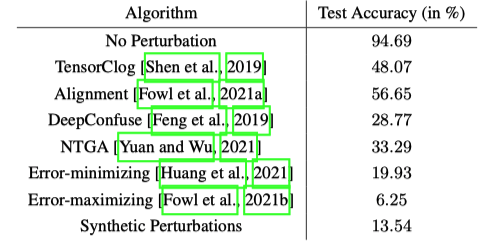 Algorithm Test Accuracy (in %)
No Perturbation 94.69
TensorClog [Shen et al., 2019] 48.07
Alignment [Fowl et al., 2021a] 56.65
DeepConfuse [Feng et al., 2019] 28.77
NTGA [Yuan and Wu, 2021] 33.29
Error-minimizing [Huang et al., 2021] 19.93
Error-maximizing [Fowl et al., 2021b] 6.25
Synthetic Perturbations 13.54